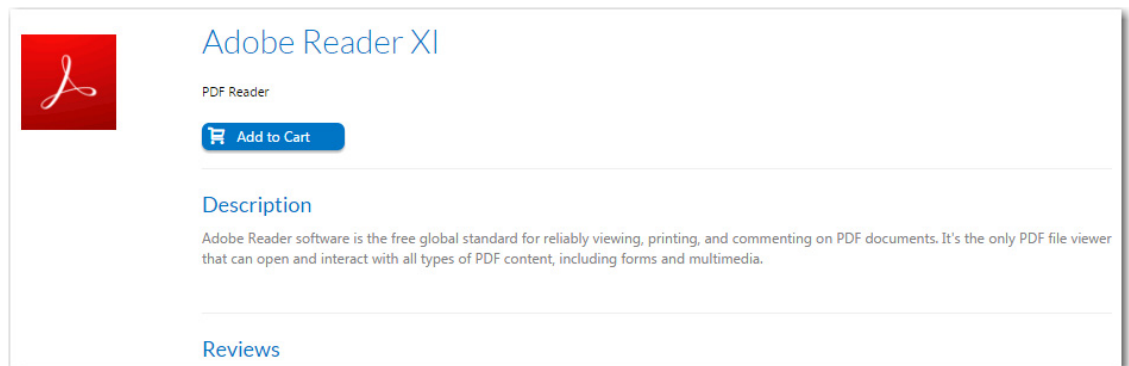 Adobe Reader XI
PDF Reader
Add to Cart
Description
Adobe Reader software is the free global standard for reliably viewing, printing, and commenting on PDF documents. It's the only PDF file viewer
that can open and interact with all types of PDF content, including forms and multimedia.
Reviews